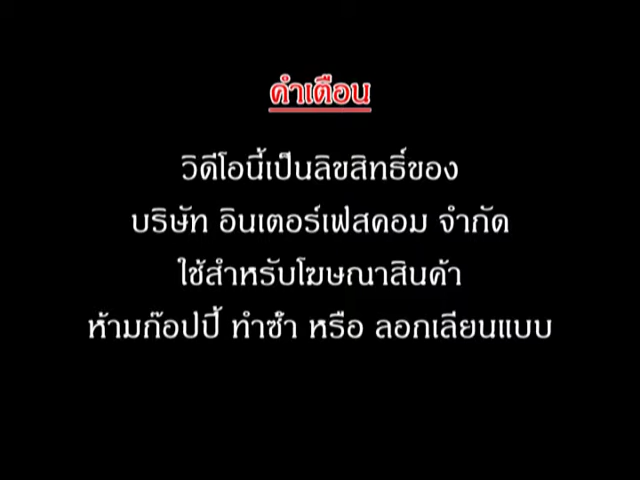 คำเตือน
วิดีโอนี้เป็นลิขสิทธิ์ของ
บริษัท อินเตอร์เฟสคอม จำกัด
ใช้สำหรับโฆษณาสินค้า
ห้ามก๊อปปี้ ทำซ้ำ หรือ ลอกเลียนแบบ